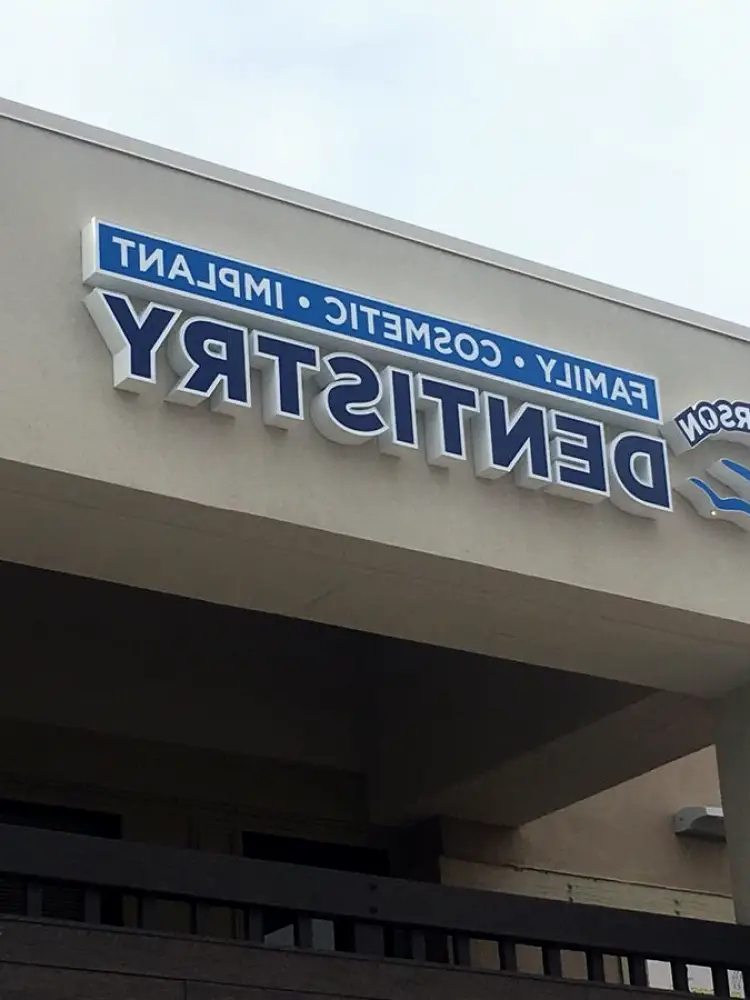 FAMILY • COSMETIC • IMPLANT
DENTISTRY